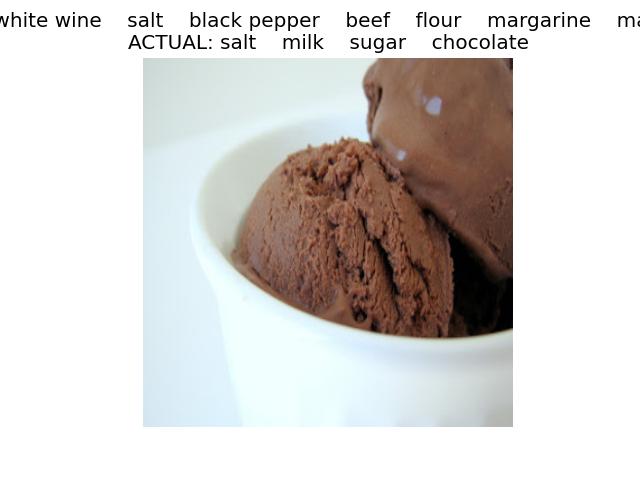 white wine    salt    black pepper    beef    flour    margarine
ACTUAL: salt    milk    sugar    chocolate